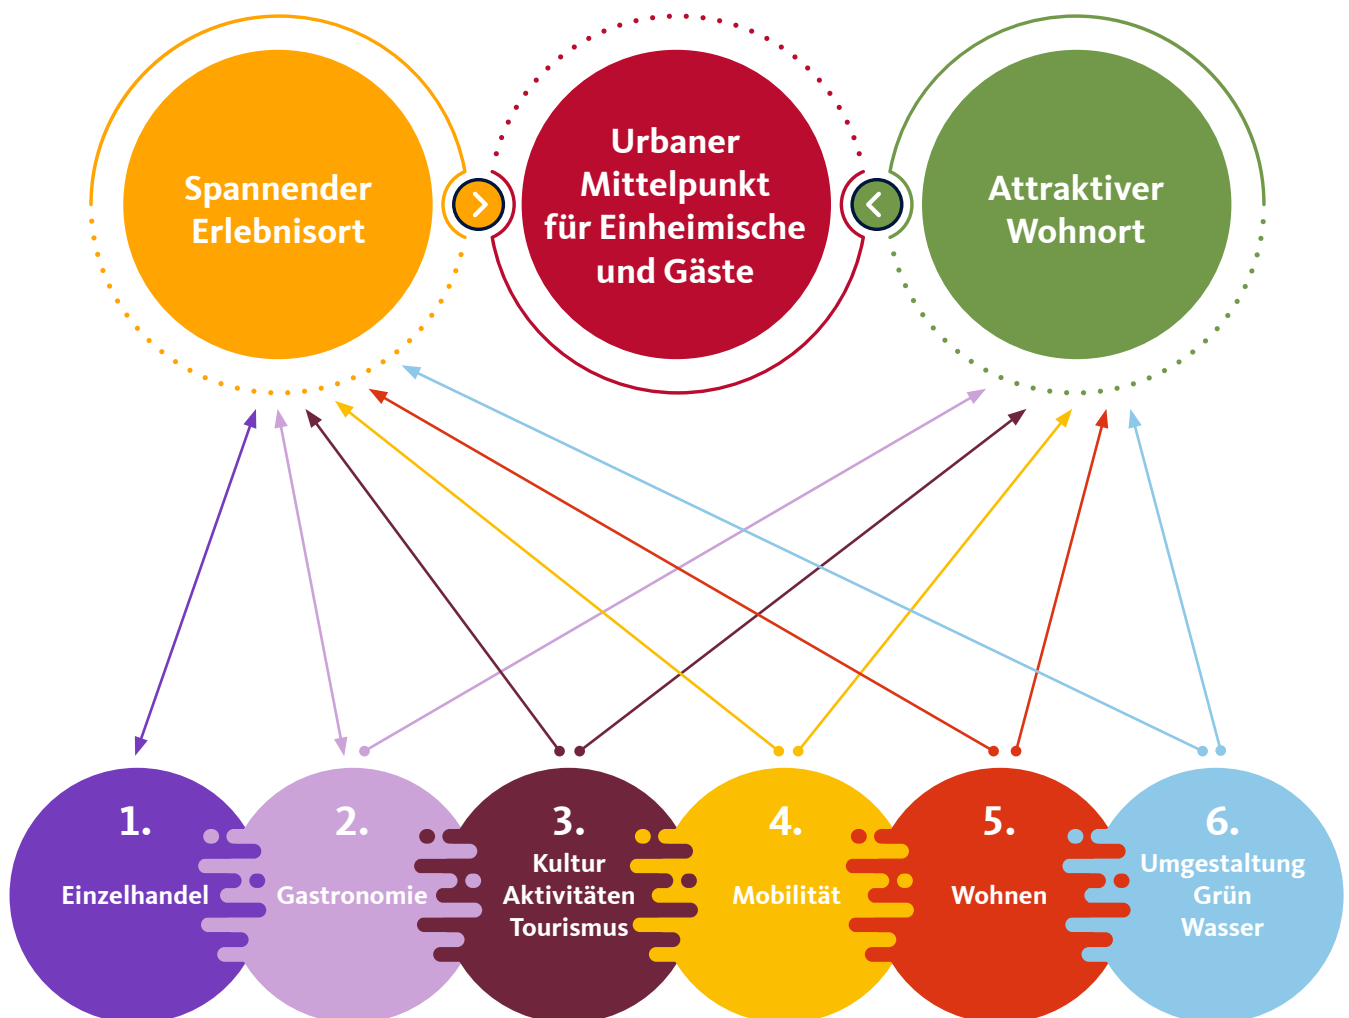 Spannender
Erlebnisort
Urbaner
Mittelpunkt
für Einheimische
und Gäste
Attraktiver
Wohnort
1.
Einzelhandel
2.
Gastronomie
3.
Kultur
Aktivitäten
Tourismus
4.
Mobilität
5.
Wohnen
6.
Umgestaltung
Grün
Wasser